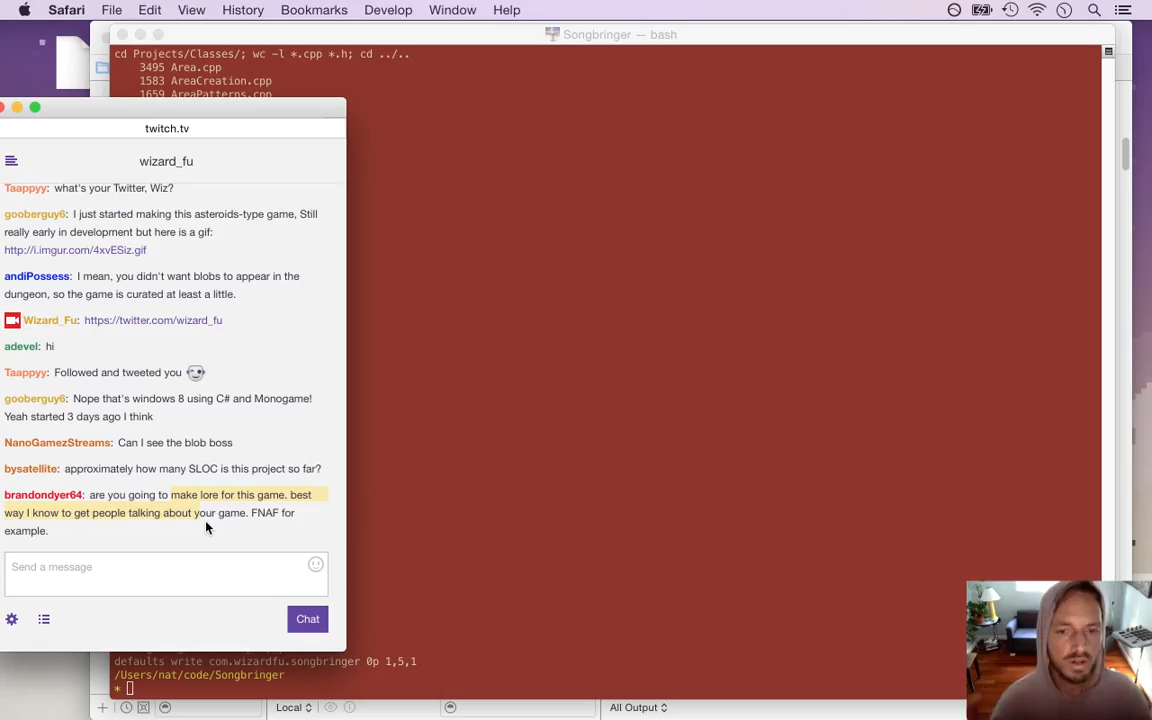 Safari File Edit View History Bookmarks Develop Window Help
Songbringer — bash
cd Projects/Classes/; wc -l *.cpp *.h; cd ../..
3495 Area.cpp
1583 AreaCreation.cpp
1659 AreaPatterns.cpp
twitch.tv
wizard_fu
Taappyy: what's your Twitter, Wiz?
gooberguy6: I just started making this asteroids-type game, Still
really early in development but here is a gif:
http://i.imgur.com/4xvESiz.gif
andiPossess: I mean, you didn't want blobs to appear in the
dungeon, so the game is curated at least a little.
Wizard_Fu: https://twitter.com/wizard_fu
adevel: hi
Taappyy: Followed and tweeted you
gooberguy6: Nope that's windows 8 using C# and Monogame!
Yeah started 3 days ago I think
NanoGamezStreams: Can I see the blob boss
bysatellite: approximately how many SLOC is this project so far?
brandondyer64: are you going to make lore for this game. best
way I know to get people talking about your game. FNAF for
example.
Send a message
Chat
defaults write com.wizardfu.songbringer 0p 1,5,1
/Users/nat/code/Songbringer
*
Local
All Output